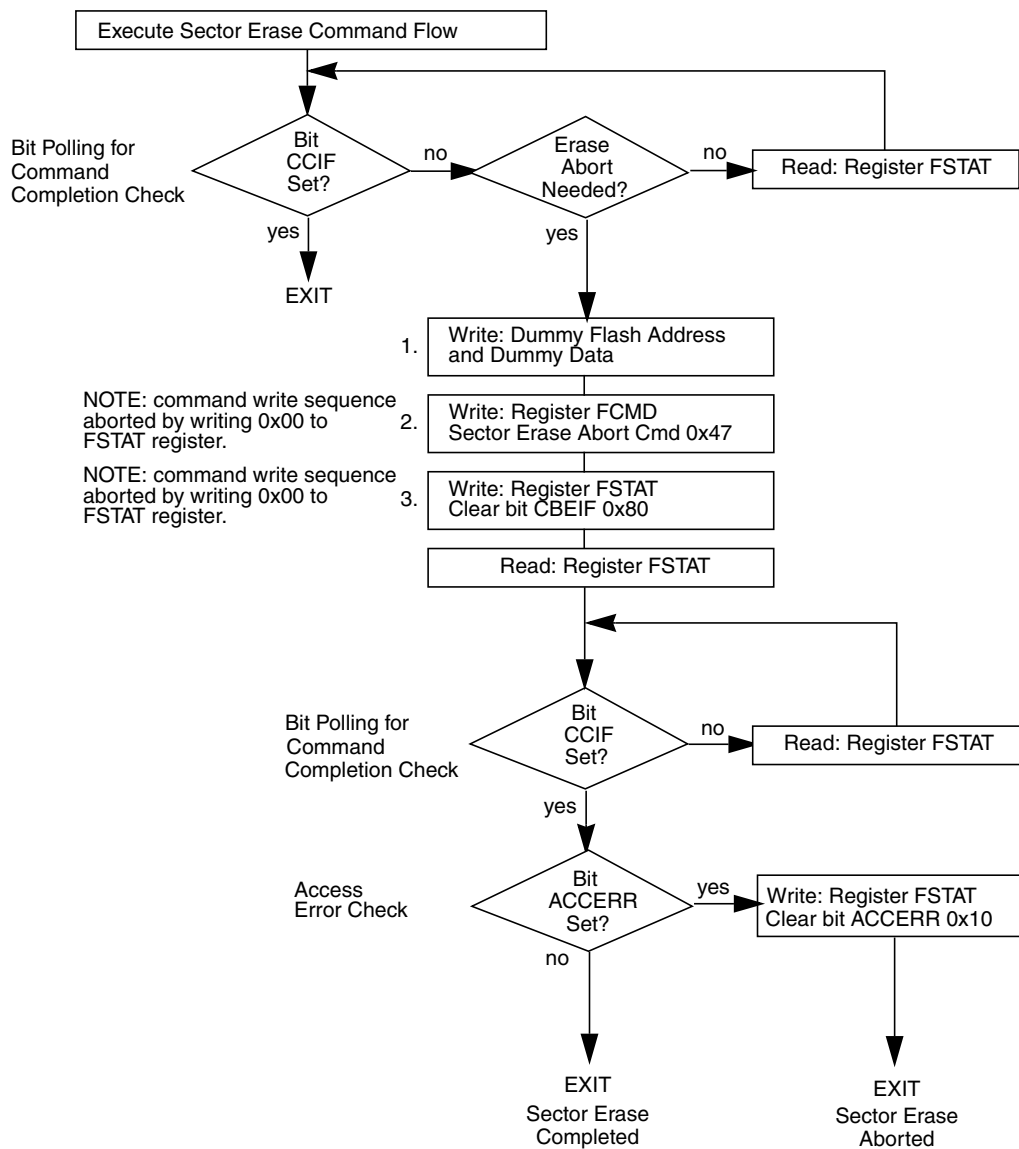 Execute Sector Erase Command Flow
Bit Polling for
Command
Completion Check
Bit
CCIF
Set?
no
Erase
Abort
Needed?
no
Read: Register FSTAT
yes
EXIT
yes
1.
Write: Dummy Flash Address
and Dummy Data
NOTE: command write sequence
aborted by writing 0x00 to
FSTAT register.
2.
Write: Register FCMD
Sector Erase Abort Cmd 0x47
NOTE: command write sequence
aborted by writing 0x00 to
FSTAT register.
3.
Write: Register FSTAT
Clear bit CBEIF 0x80
Read: Register FSTAT
Bit Polling for
Command
Completion Check
Bit
CCIF
Set?
no
Read: Register FSTAT
yes
Access
Error Check
Bit
ACCERR
Set?
yes
Write: Register FSTAT
Clear bit ACCERR 0x10
no
EXIT
Sector Erase
Completed
EXIT
Sector Erase
Aborted